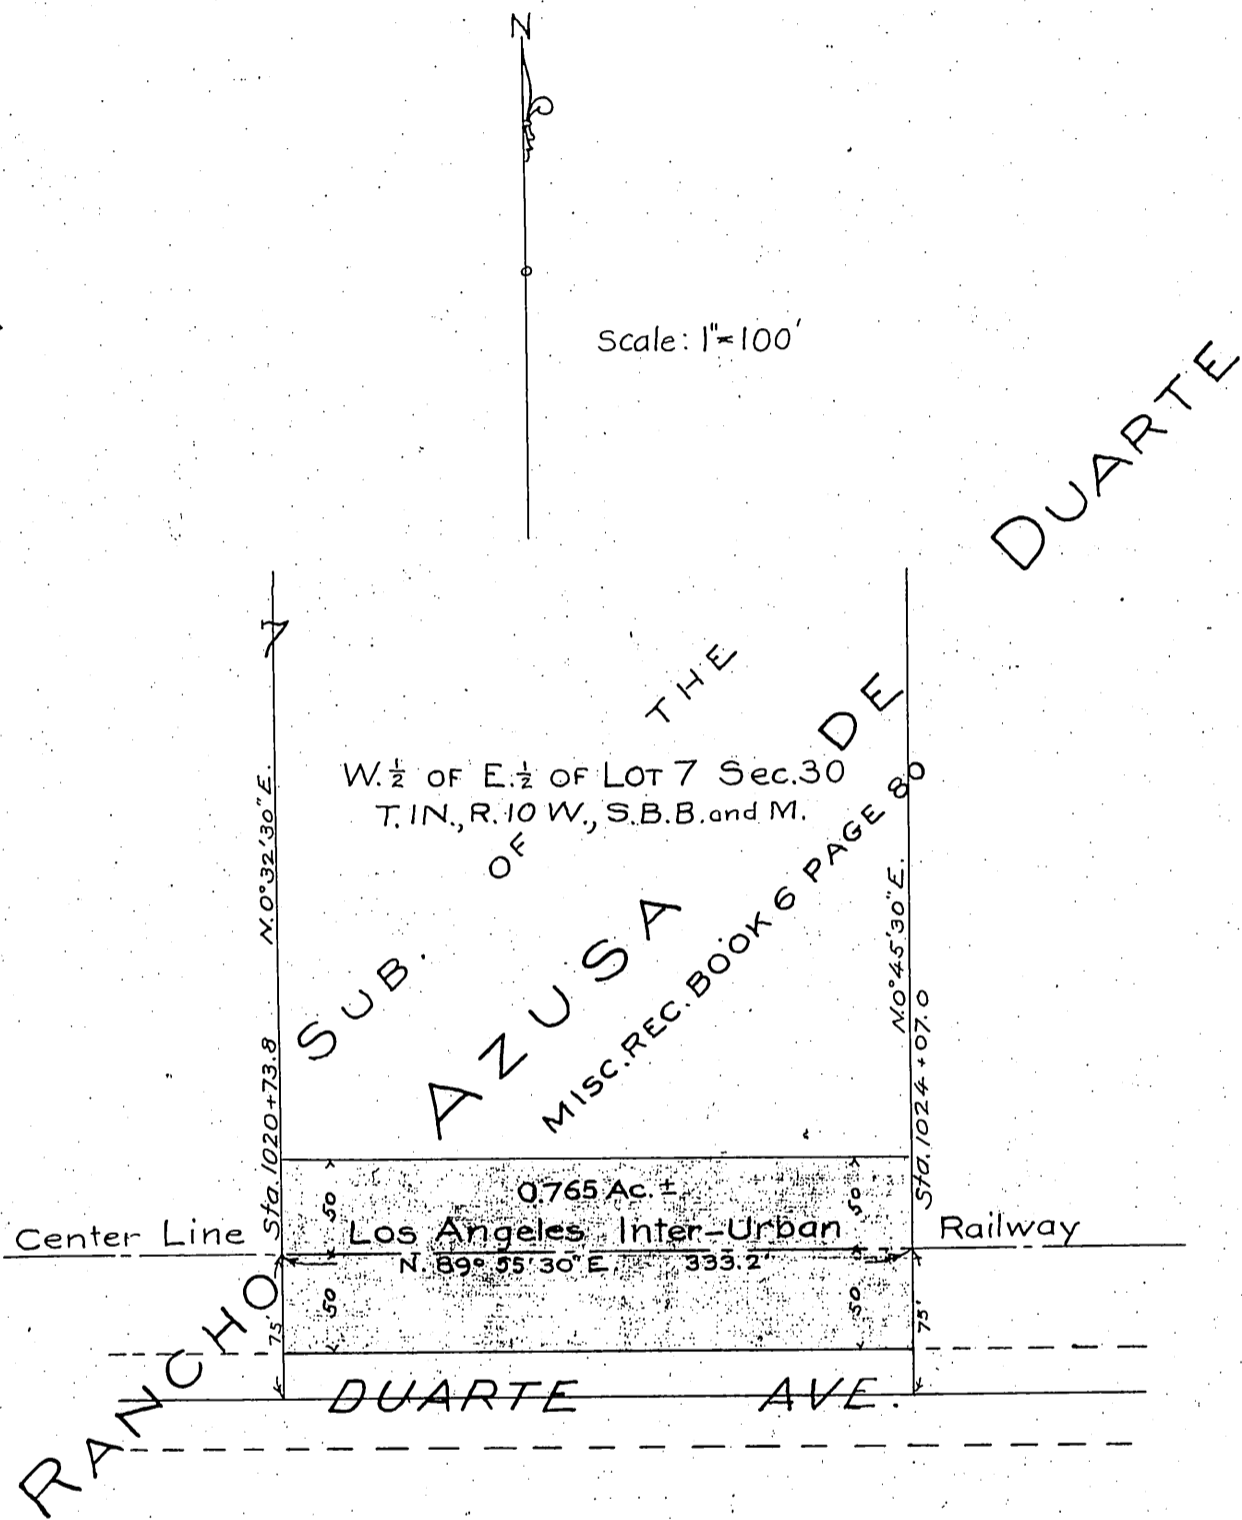 N
Scale: 1"=100'
RANCHO AZUSA DE DUARTE
SUB. OF THE
W. ½ OF E. ½ OF LOT 7 Sec. 30
T. 1N., R. 10 W., S.B.B. and M.
MISC. REC. BOOK 6 PAGE 80
N. 0° 32' 30" E.
Sta. 1020+73.8
N. 0° 45' 30" E.
Sta. 1024+07.0
50
0.765 Ac. ±
50
Center Line Los Angeles Inter-Urban Railway
N. 89° 55' 30" E. 333.2'
50
50
75'
75'
DUARTE AVE.